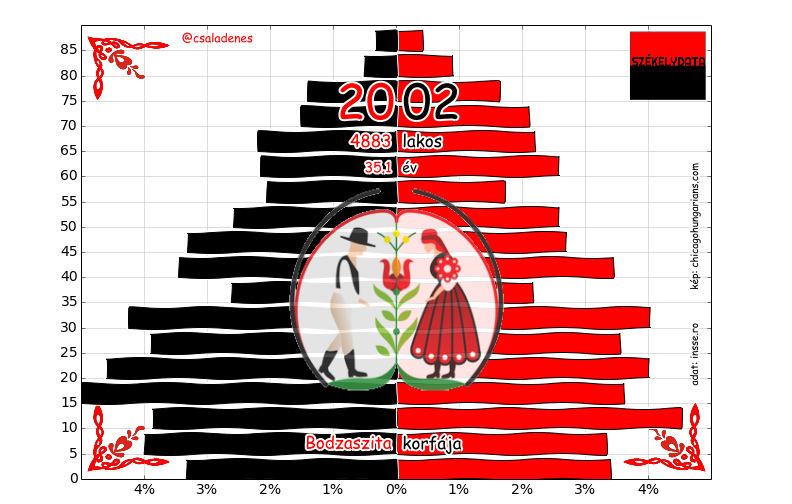 @csaladenes
SZÉKELYDATA
2002
4883 lakos
35.1 év
kép: chicagohungarians.com
adat: insse.ro
Bodzaszita korfája
85
80
75
70
65
60
55
50
45
40
35
30
25
20
15
10
5
0
4% 3% 2% 1% 0% 1% 2% 3% 4%